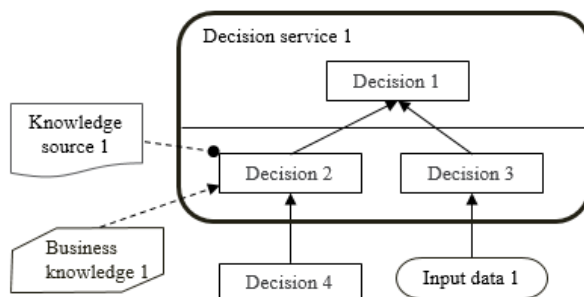 Decision service 1
Decision 1
Knowledge
source 1
Decision 2
Decision 3
Business
knowledge 1
Decision 4
Input data 1